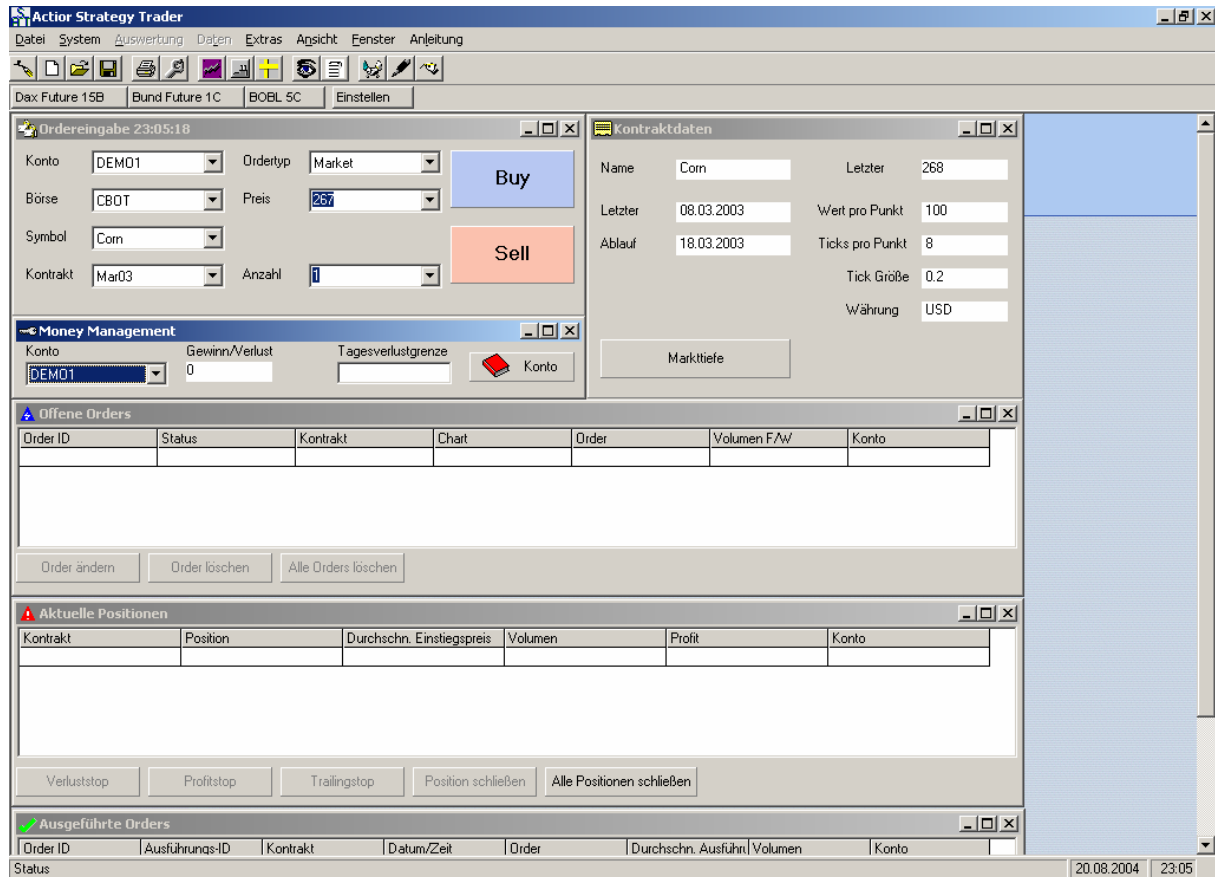 Actior Strategy Trader
Datei System Auswertung Daten Extras Ansicht Fenster Anleitung
Dax Future 15B Bund Future 1C BOBL 5C Einstellen
Ordereingabe 23:05:18
Konto DEMO1 Ordertyp Market Buy
Börse CBOT Preis 267
Symbol Corn Sell
Kontrakt Mar03 Anzahl 1
Kontraktdaten
Name Corn Letzter 268
Letzter 08.03.2003 Wert pro Punkt 100
Ablauf 18.03.2003 Ticks pro Punkt 8
Tick Größe 0.2
Währung USD
Markttiefe
Money Management
Konto Gewinn/Verlust Tagesverlustgrenze
DEMO1 0 Konto
Offene Orders
Order ID Status Kontrakt Chart Order Volumen F/W Konto
Order ändern Order löschen Alle Orders löschen
Aktuelle Positionen
Kontrakt Position Durchschn. Einstiegspreis Volumen Profit Konto
Verluststop Profitstop Trailingstop Position schließen Alle Positionen schließen
Ausgeführte Orders
Order ID Ausführungs-ID Kontrakt Datum/Zeit Order Durchschn. Ausführu Volumen Konto
Status 20.08.2004 23:05